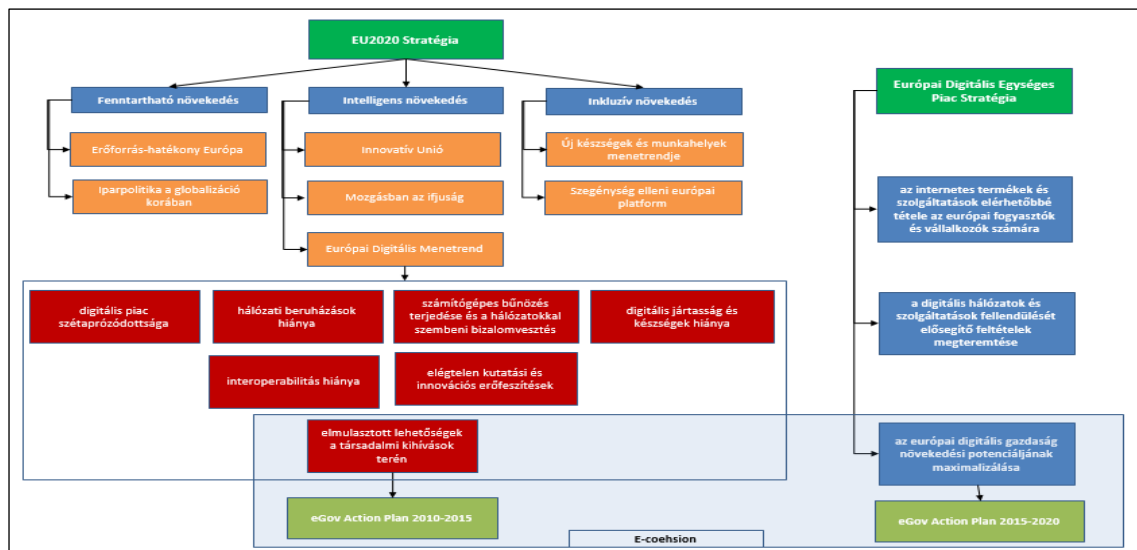 EU2020 Stratégia
Fenntartható növekedés
Erőforrás-hatékony Európa
Iparpolitika a globalizáció
korában
Intelligens növekedés
Innovatív Unió
Mozgásban az ifjuság
Európai Digitális Menetrend
Inkluzív növekedés
Új készségek és munkahelyek
menetrendje
Szegénység elleni európai
platform
digitális piac
szétaprózódottsága
hálózati beruházások
hiánya
számítógépes bűnözés
terjedése és a hálózatokkal
szembeni bizalomvesztés
digitális jártasság és
készségek hiánya
interoperabilitás hiánya
elégtelen kutatási és
innovációs erőfeszítések
elmulasztott lehetőségek
a társadalmi kihívások
terén
eGov Action Plan 2010-2015
Európai Digitális Egységes
Piac Stratégia
az internetes termékek és
szolgáltatások elérhetőbbé
tétele az európai fogyasztók
és vállalkozók számára
a digitális hálózatok és
szolgáltatások fellendülését
elősegítő feltételek
megteremtése
az európai digitális gazdaság
növekedési potenciáljának
maximalizálása
eGov Action Plan 2015-2020
E-coehsion